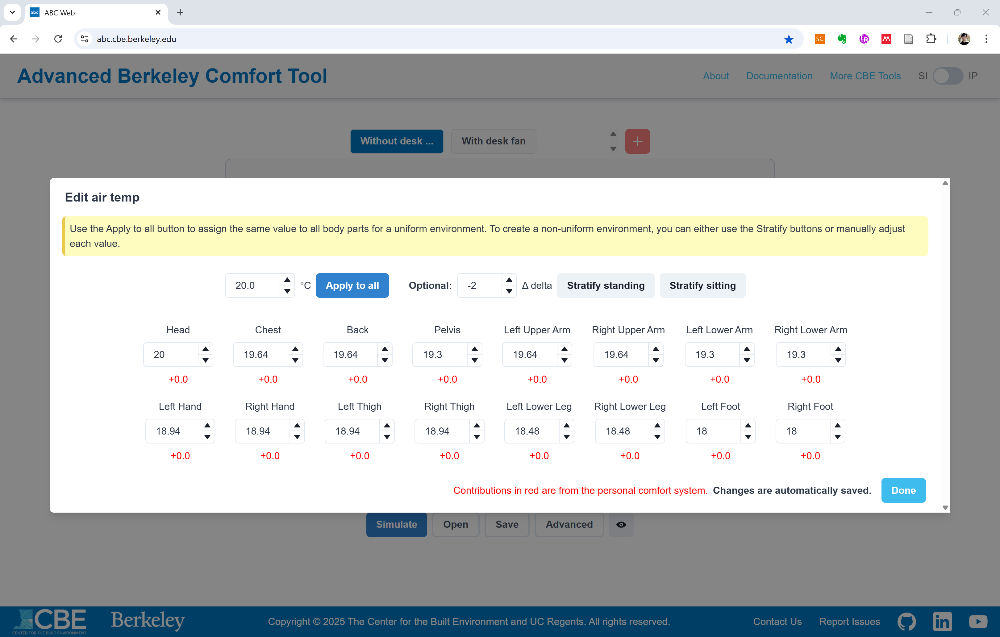 abc ABC Web
abc.cbe.berkeley.edu
SC
Advanced Berkeley Comfort Tool
About Documentation More CBE Tools SI IP
Without desk ... With desk fan
Edit air temp
Use the Apply to all button to assign the same value to all body parts for a uniform environment. To create a non-uniform environment, you can either use the Stratify buttons or manually adjust
each value.
20.0 °C Apply to all Optional: -2 Δ delta Stratify standing Stratify sitting
Head Chest Back Pelvis Left Upper Arm Right Upper Arm Left Lower Arm Right Lower Arm
20 19.64 19.64 19.3 19.64 19.64 19.3 19.3
+0.0 +0.0 +0.0 +0.0 +0.0 +0.0 +0.0 +0.0
Left Hand Right Hand Left Thigh Right Thigh Left Lower Leg Right Lower Leg Left Foot Right Foot
18.94 18.94 18.94 18.94 18.48 18.48 18 18
+0.0 +0.0 +0.0 +0.0 +0.0 +0.0 +0.0 +0.0
Contributions in red are from the personal comfort system. Changes are automatically saved. Done
Simulate Open Save Advanced
CBE Berkeley Copyright © 2025 The Center for the Built Environment and UC Regents. All rights reserved. Contact Us Report Issues in
CENTER FOR THE BUILT ENVIRONMENT